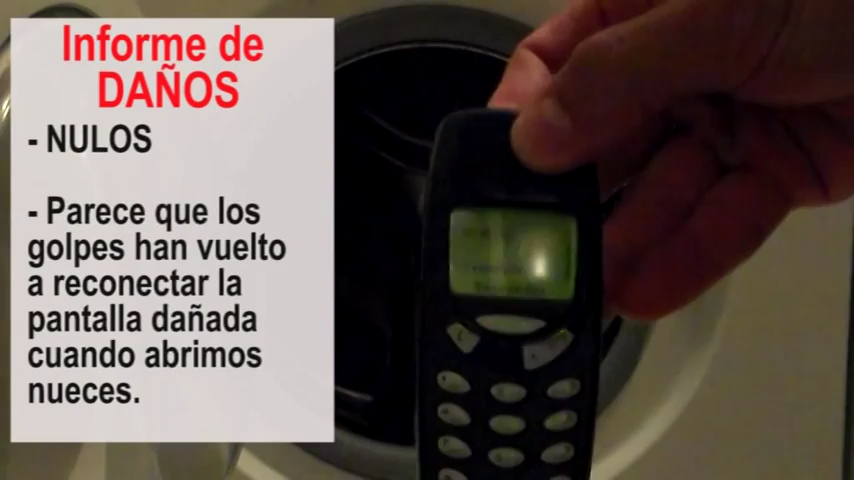 Informe de
DAÑOS
- NULOS
- Parece que los
golpes han vuelto
a reconectar la
pantalla dañada
cuando abrimos
nueces.